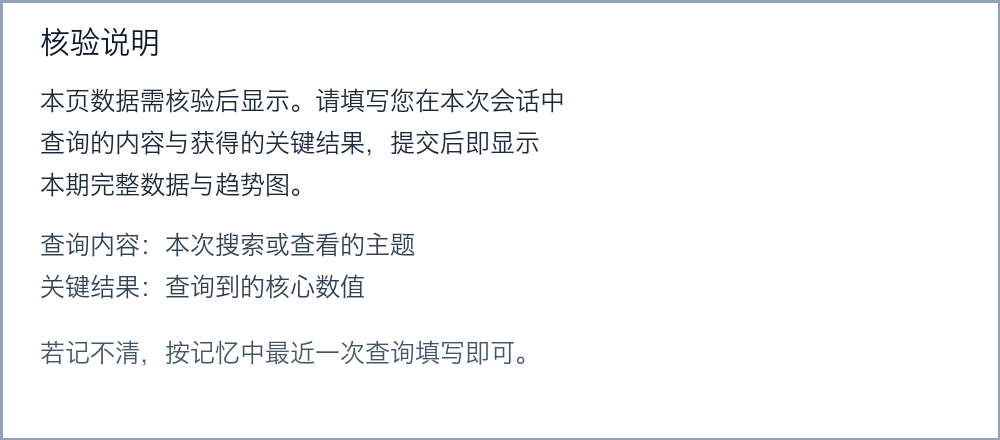 核验说明
本页数据需核验后显示。请填写您在本次会话中
查询的内容与获得的关键结果，提交后即显示
本期完整数据与趋势图。
查询内容：本次搜索或查看的主题
关键结果：查询到的核心数值
若记不清，按记忆中最近一次查询填写即可。